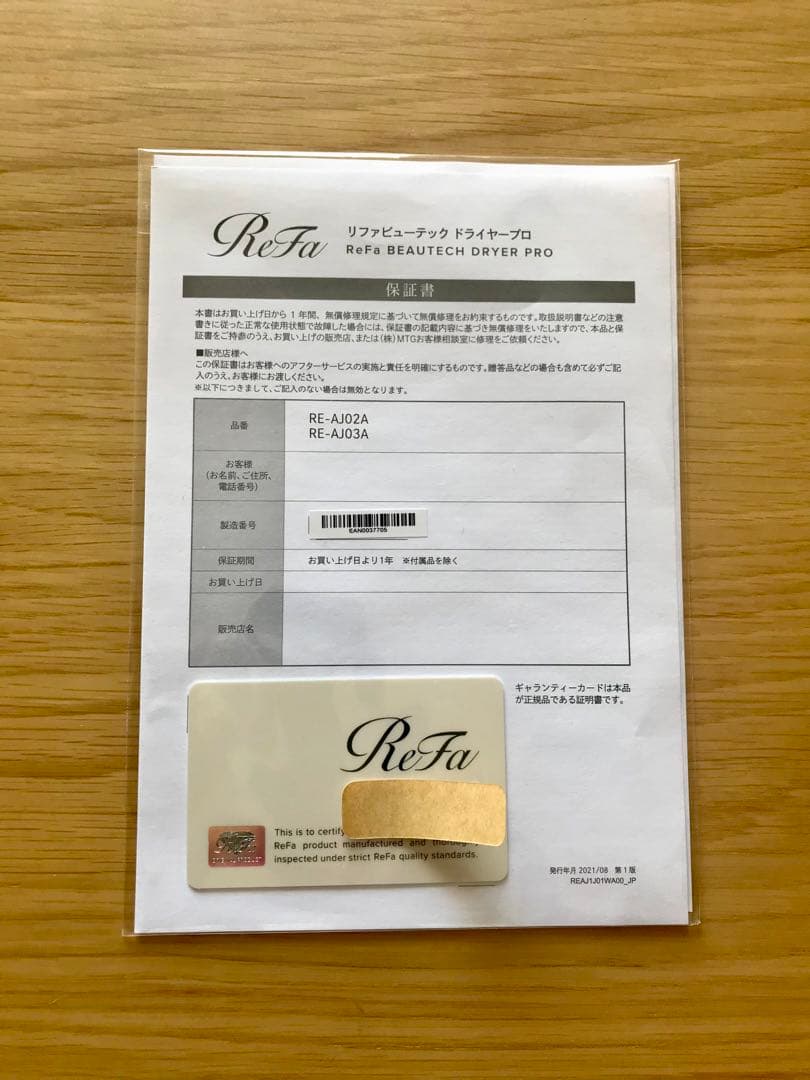 ReFa
リファビューテック ドライヤープロ
ReFa BEAUTECH DRYER PRO
保証書
本書はお買い上げ日から 1 年間、無償修理規定に基づいて無償修理をお約束するものです。取扱説明書などの注意
書きに従った正常な使用状態で故障した場合には、保証書の記載内容に基づき無償修理をいたしますので、本品と保
証書をご持参のうえ、お買い上げの販売店、または(株)MTGお客様相談室に修理をご依頼ください。
■販売店様へ
この保証書はお客様へのアフターサービスの実施と責任を明確にするものです。贈答品などの場合も含めて必ずご記
入のうえ、お客様にお渡しください。
※以下につきまして、ご記入のない場合は無効となります。
品番
RE-AJ02A
RE-AJ03A
お客様
(お名前、ご住所、
電話番号)
製造番号
EAN0037705
保証期間
お買い上げ日より1年 ※付属品を除く
お買い上げ日
販売店名
ギャランティーカードは本品
が正規品である証明書です。
ReFa
This is to certify
ReFa product manufactured and thoroughly
inspected under strict ReFa quality standards.
ReFa
発行年月 2021/08 第1版
REAJ1J01WA00_JP